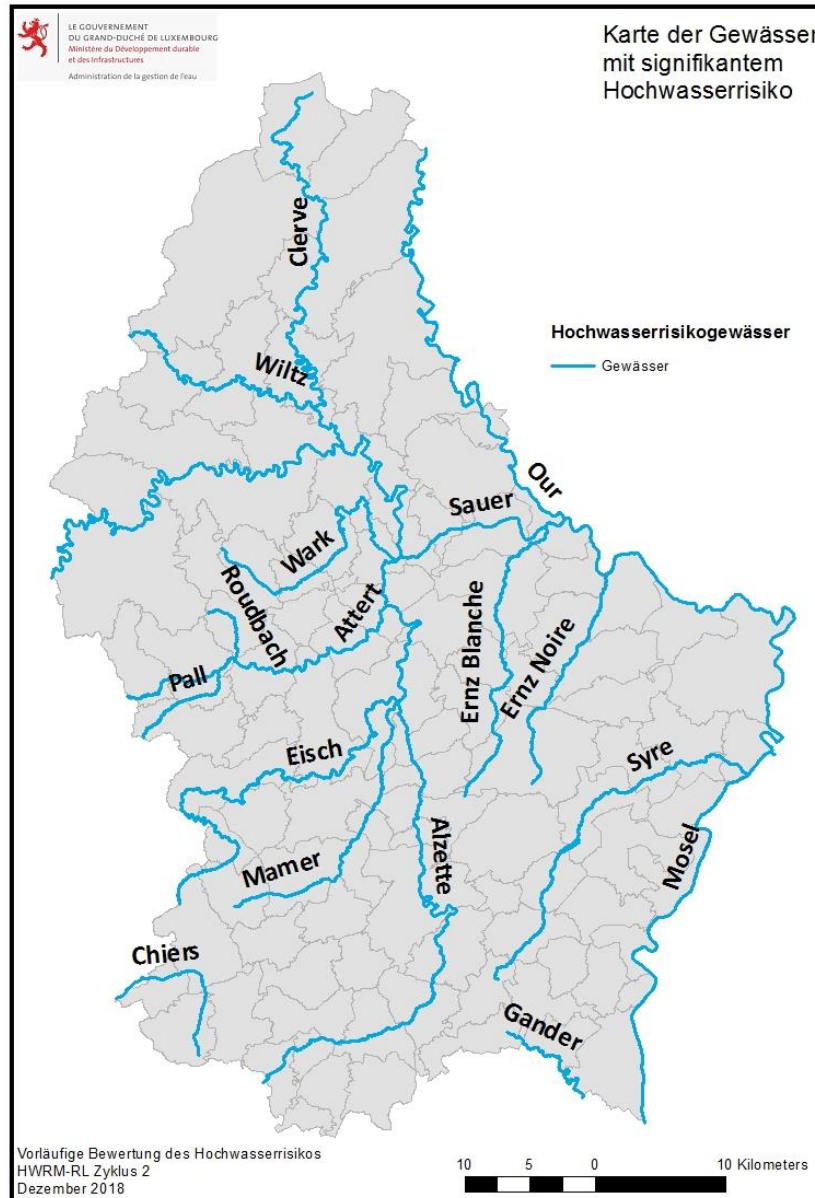 LE GOUVERNEMENT
DU GRAND-DUCHÉ DE LUXEMBOURG
Ministère du Développement durable
et des Infrastructures
Administration de la gestion de l'eau
Karte der Gewässer
mit signifikantem
Hochwasserrisiko
Clerve
Hochwasserrisikogewässer
Gewässer
Wiltz
Our
Sauer
Wark
Roudbach
Attert
Ernz Blanche
Ernz Noire
Pall
Eisch
Syre
Mosel
Alzette
Mamer
Chiers
Gander
Vorläufige Bewertung des Hochwasserrisikos
HWRM-RL Zyklus 2
Dezember 2018
10 5 0 10 Kilometers